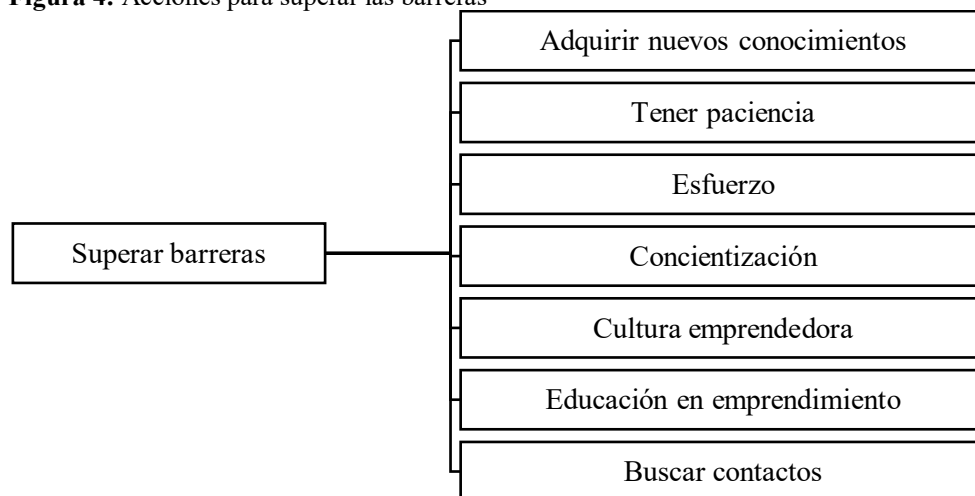 Figura 4. Acciones para superar las barreras
Adquirir nuevos conocimientos
Tener paciencia
Esfuerzo
Superar barreras
Concientización
Cultura emprendedora
Educación en emprendimiento
Buscar contactos